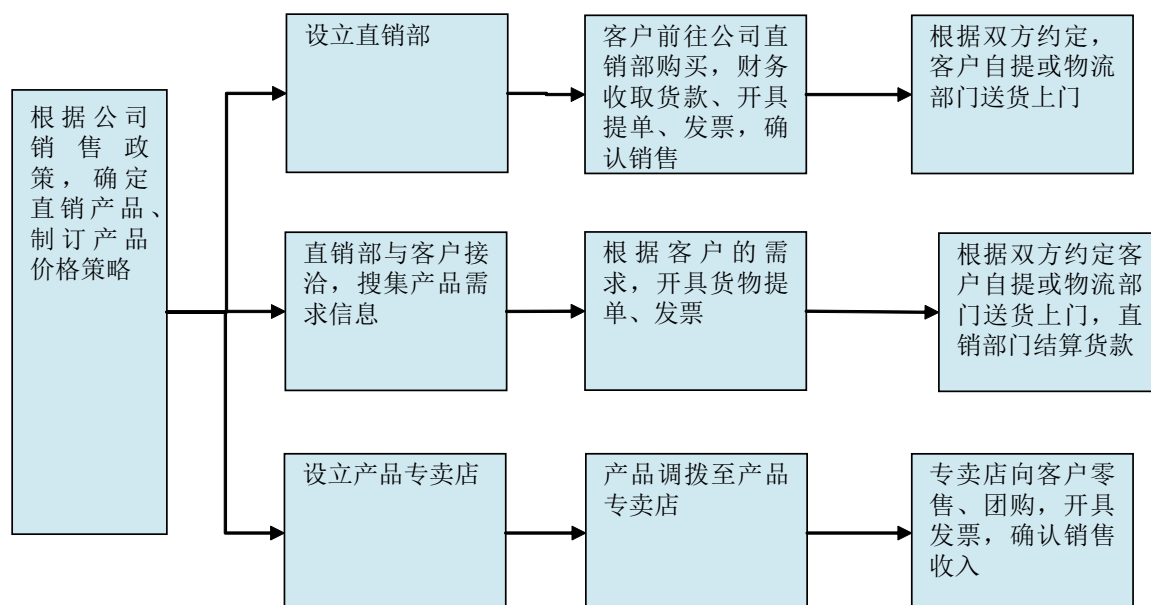 根据公司
销售政
策，确定
直销产品、
制订产品
价格策略
设立直销部
客户前往公司直
销部购买，财务
收取货款、开具
提单、发票，确
认销售
根据双方约定，
客户自提或物流
部门送货上门
直销部与客户接
洽，搜集产品需
求信息
根据客户的需
求，开具货物提
单、发票
根据双方约定客
户自提或物流部
门送货上门，直
销部门结算货款
设立产品专卖店
产品调拨至产品
专卖店
专卖店向客户零
售、团购，开具
发票，确认销售
收入